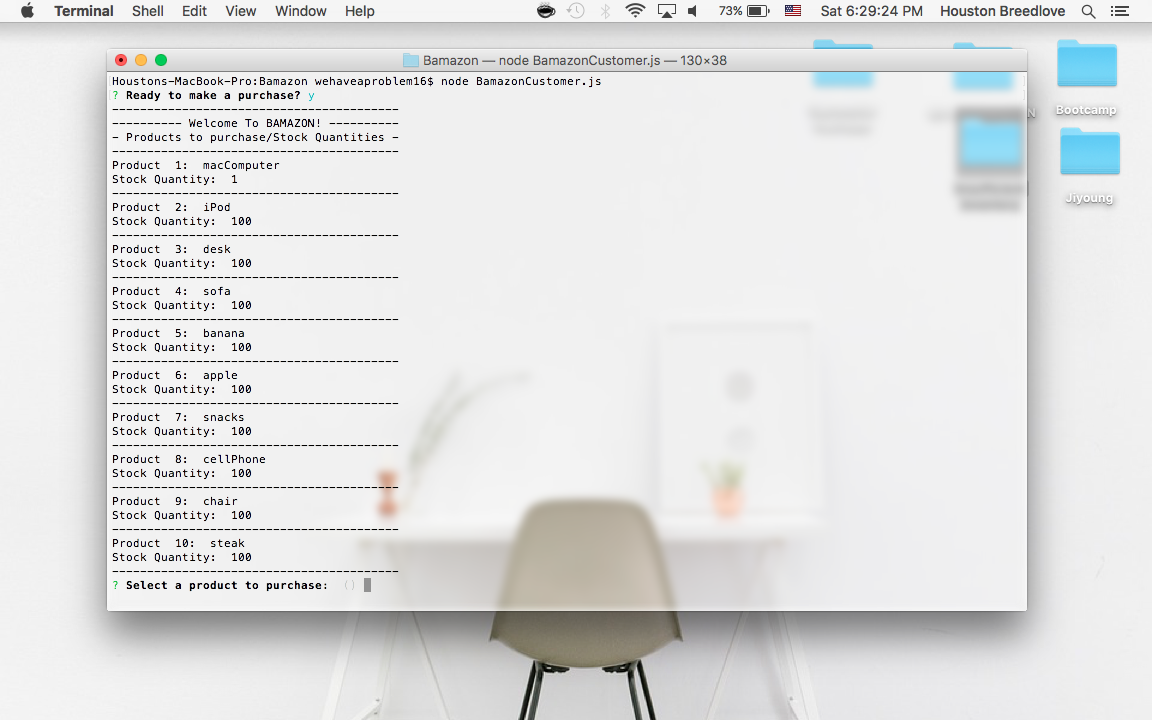 Terminal Shell Edit View Window Help 73% Sat 6:29:24 PM Houston Breedlove
Bamazon — node BamazonCustomer.js — 130×38
Houstons-MacBook-Pro:Bamazon wehaveaproblem16$ node BamazonCustomer.js
? Ready to make a purchase? y
-----------------------------------------
---------- Welcome To BAMAZON! ----------
- Products to purchase/Stock Quantities -
-----------------------------------------
Product  1:  macComputer
Stock Quantity:  1
-----------------------------------------
Product  2:  iPod
Stock Quantity:  100
-----------------------------------------
Product  3:  desk
Stock Quantity:  100
-----------------------------------------
Product  4:  sofa
Stock Quantity:  100
-----------------------------------------
Product  5:  banana
Stock Quantity:  100
-----------------------------------------
Product  6:  apple
Stock Quantity:  100
-----------------------------------------
Product  7:  snacks
Stock Quantity:  100
-----------------------------------------
Product  8:  cellPhone
Stock Quantity:  100
-----------------------------------------
Product  9:  chair
Stock Quantity:  100
-----------------------------------------
Product  10:  steak
Stock Quantity:  100
-----------------------------------------
? Select a product to purchase:  ()
Bootcamp
Jiyoung